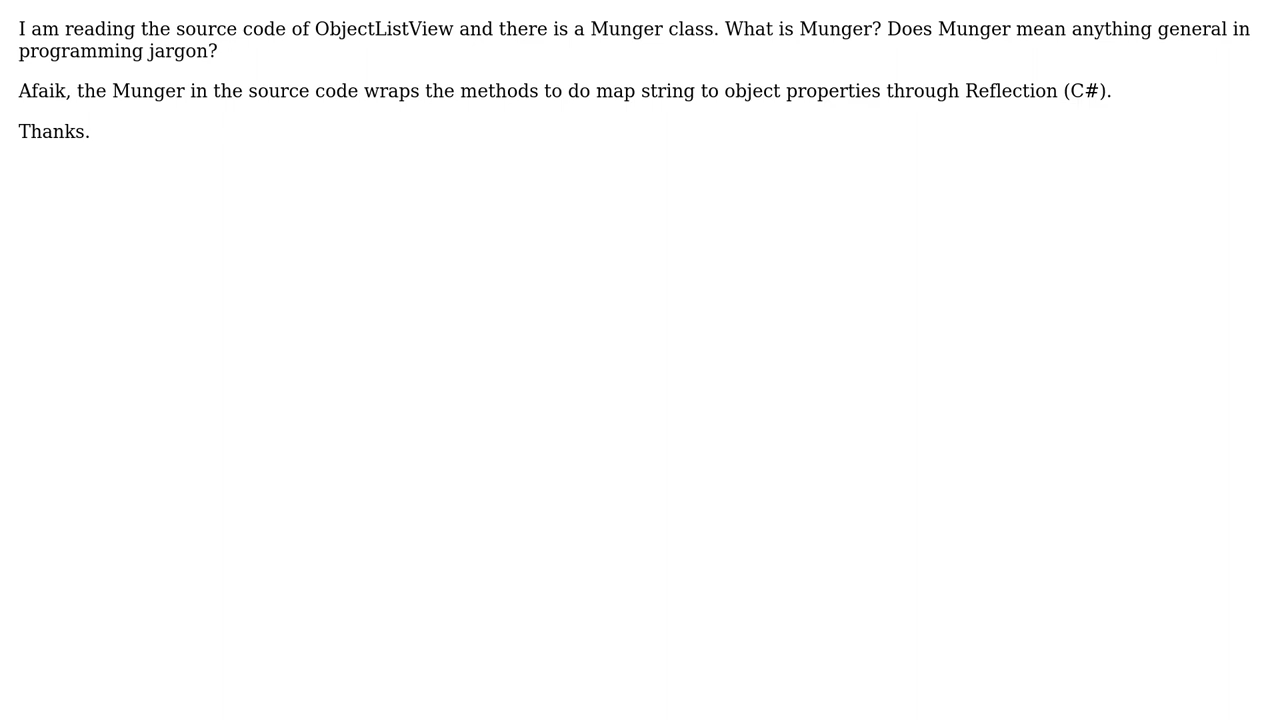 I am reading the source code of ObjectListView and there is a Munger class. What is Munger? Does Munger mean anything general in
programming jargon?
Afaik, the Munger in the source code wraps the methods to do map string to object properties through Reflection (C#).
Thanks.